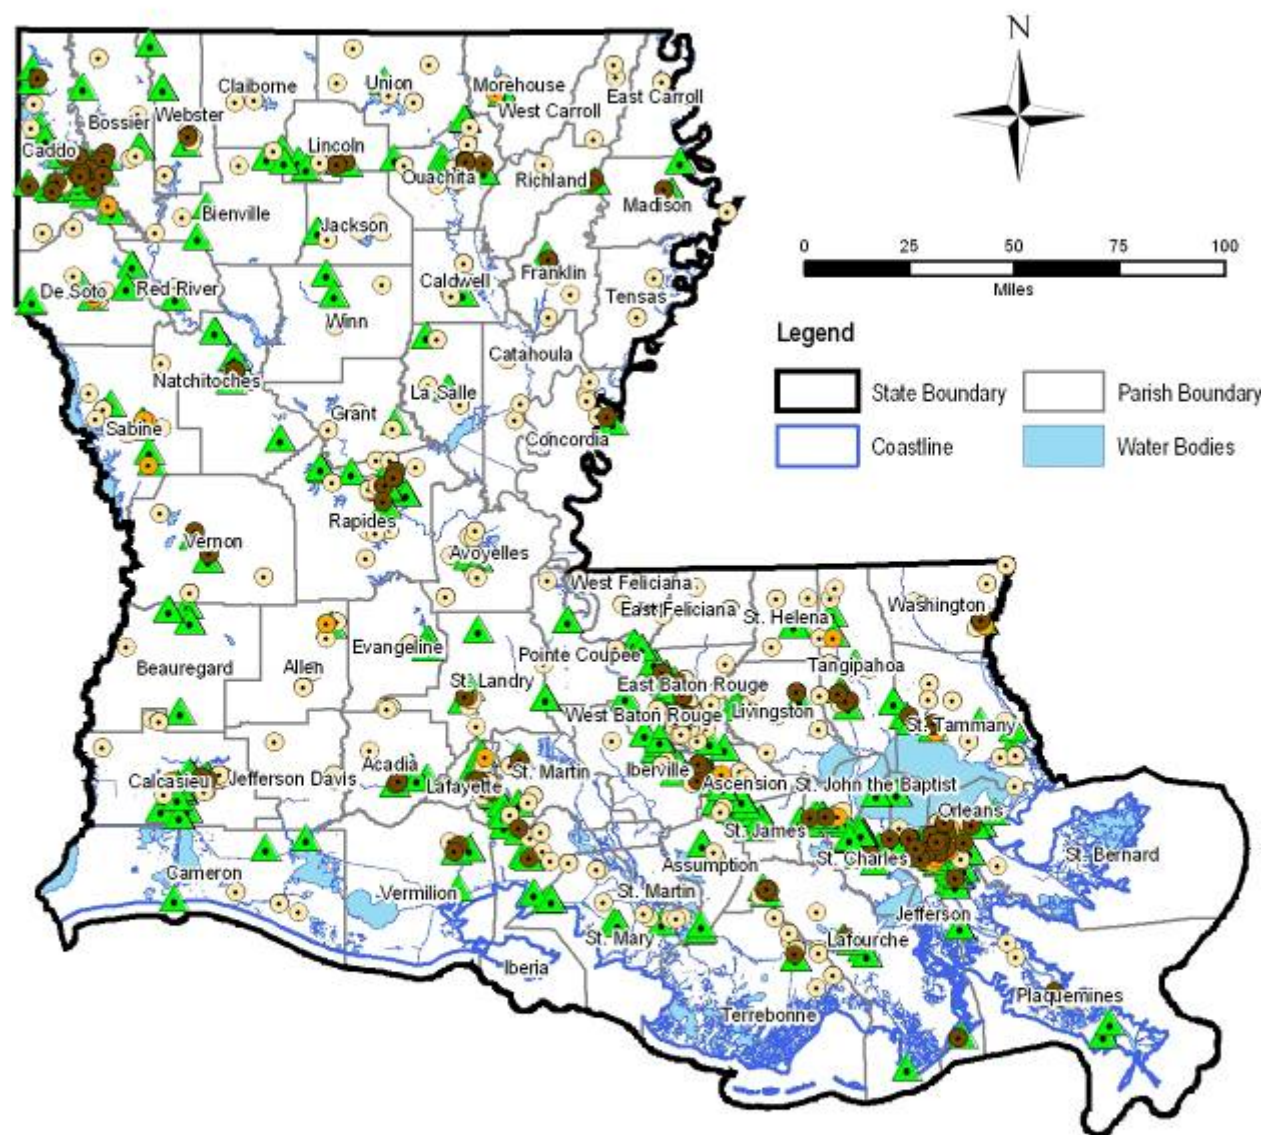 N
0 25 50 75 100
Miles
Legend
State Boundary
Parish Boundary
Coastline
Water Bodies
Claiborne
Union
Morehouse
West Carroll
East Carroll
Webster
Bossier
Caddo
Lincoln
Ouachita
Richland
Madison
Bienville
Jackson
Caldwell
Franklin
Tensas
De Soto
Red River
Winn
Catahoula
Natchitoches
La Salle
Grant
Sabine
Concordia
Rapides
Vernon
Avoyelles
West Feliciana
East Feliciana
St. Helena
Washington
Beauregard
Allen
Evangeline
Pointe Coupee
Tangipahoa
St. Landry
East Baton Rouge
West Baton Rouge
Livingston
St. Tammany
Calcasieu
Jefferson Davis
Acadia
Lafayette
St. Martin
Iberville
Ascension
St. John the Baptist
Orleans
St. James
St. Charles
St. Bernard
Assumption
Cameron
Vermilion
St. Martin
St. Mary
Jefferson
Lafourche
Iberia
Terrebonne
Plaquemines